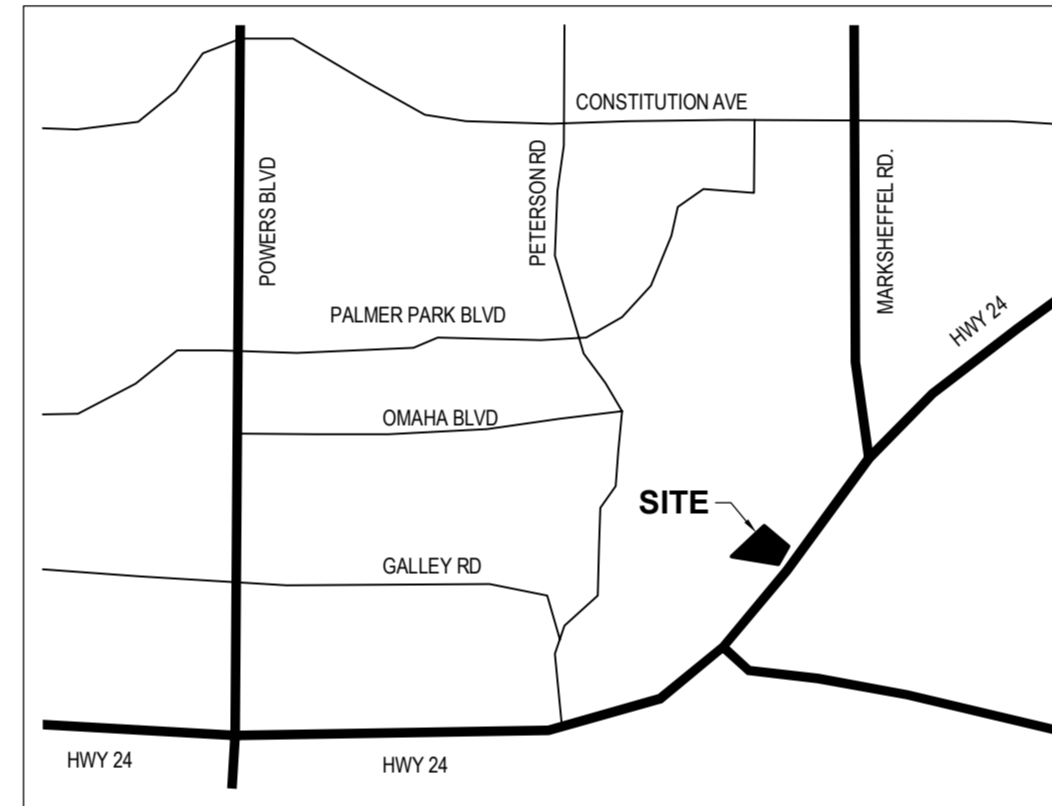 CONSTITUTION AVE
POWERS BLVD
PETERSON RD
MARKSHEFFEL RD.
PALMER PARK BLVD
HWY 24
OMAHA BLVD
SITE
GALLEY RD
HWY 24
HWY 24